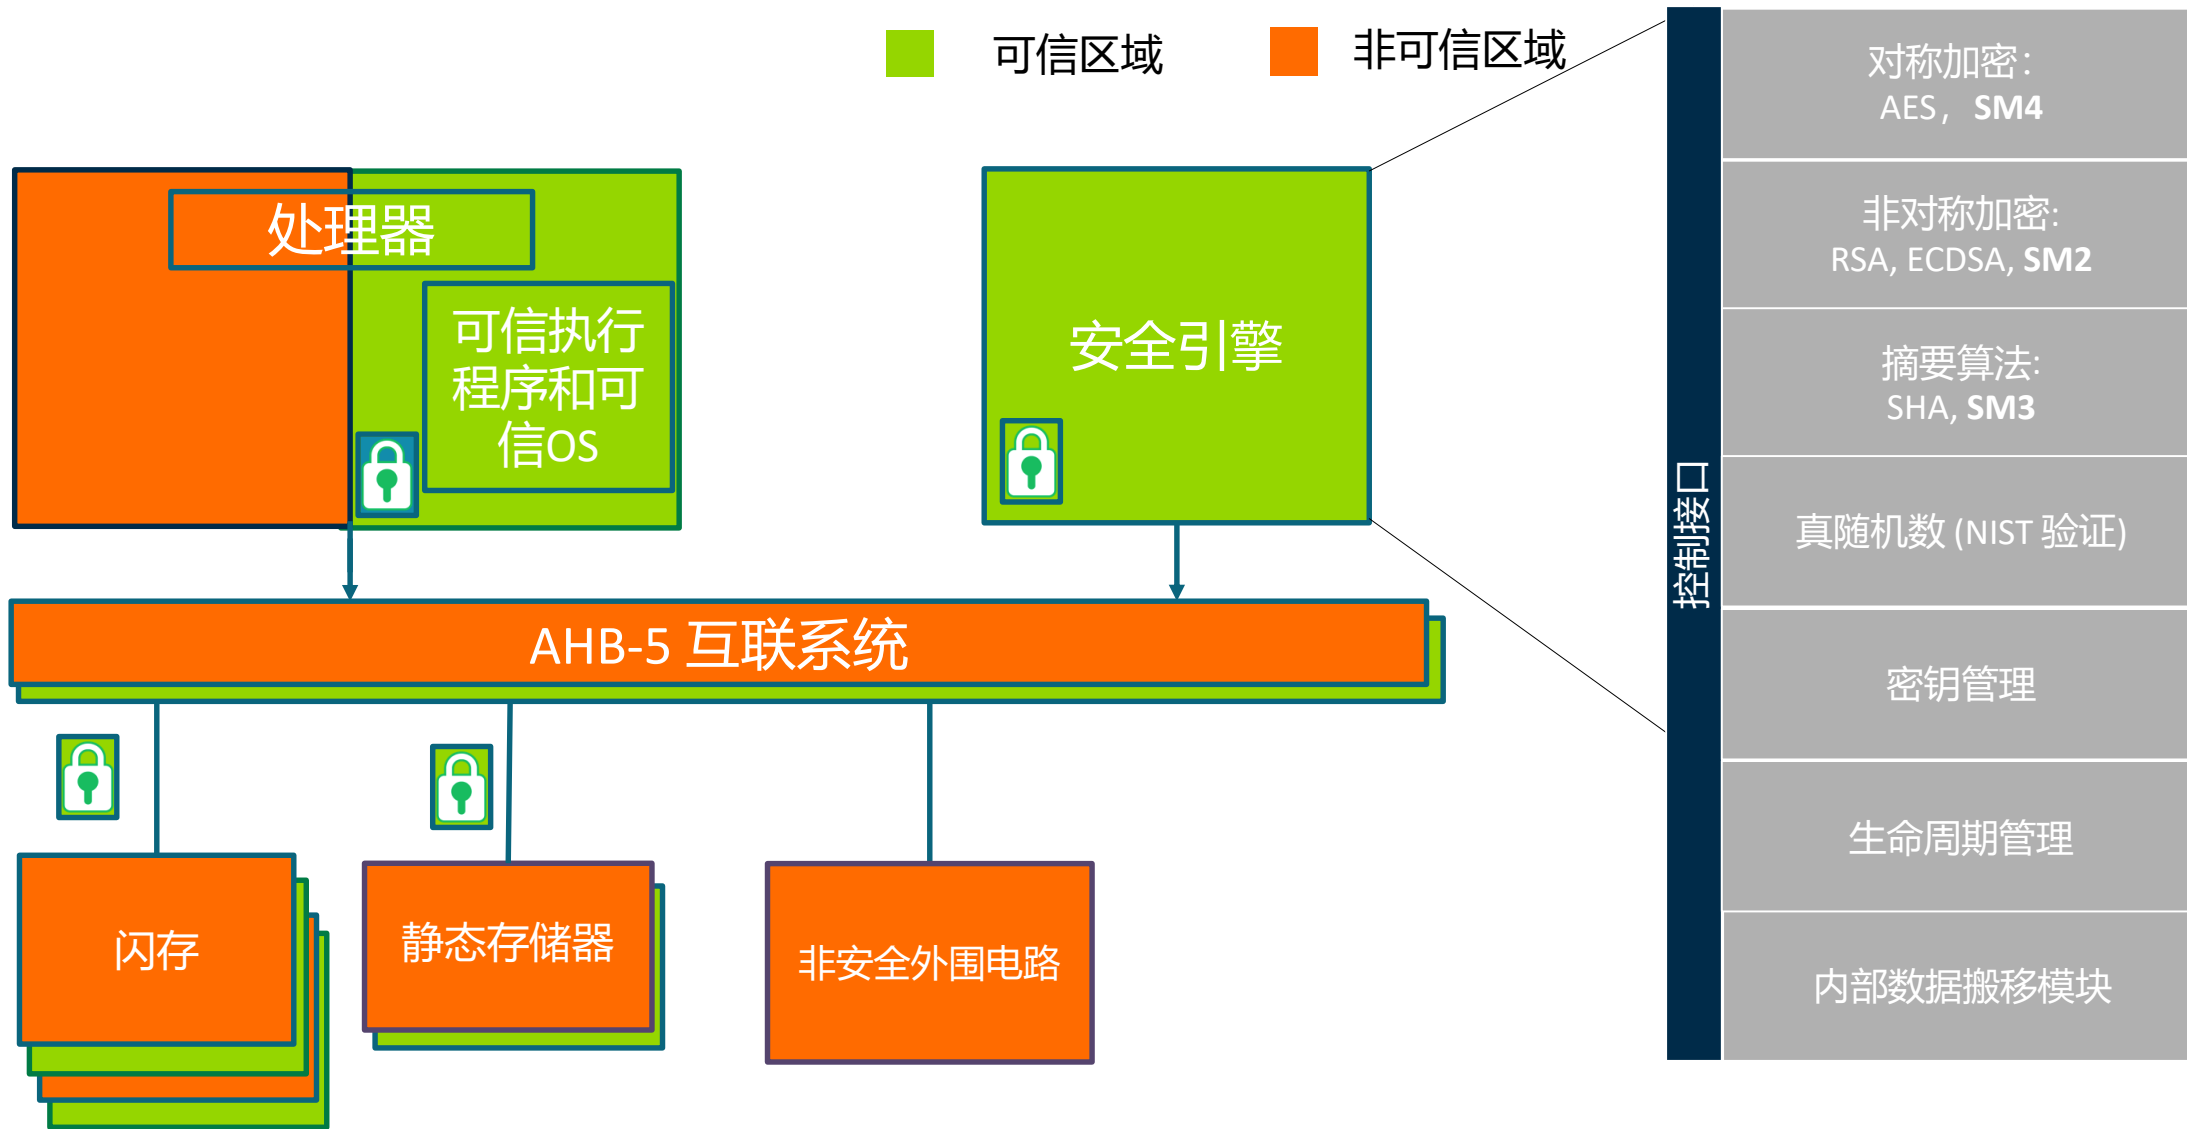 可信区域
非可信区域
处理器
可信执行
程序和可
信OS
安全引擎
AHB-5 互联系统
闪存
静态存储器
非安全外围电路
控制接口
对称加密:
AES, SM4
非对称加密:
RSA, ECDSA, SM2
摘要算法:
SHA, SM3
真随机数 (NIST 验证)
密钥管理
生命周期管理
内部数据搬移模块